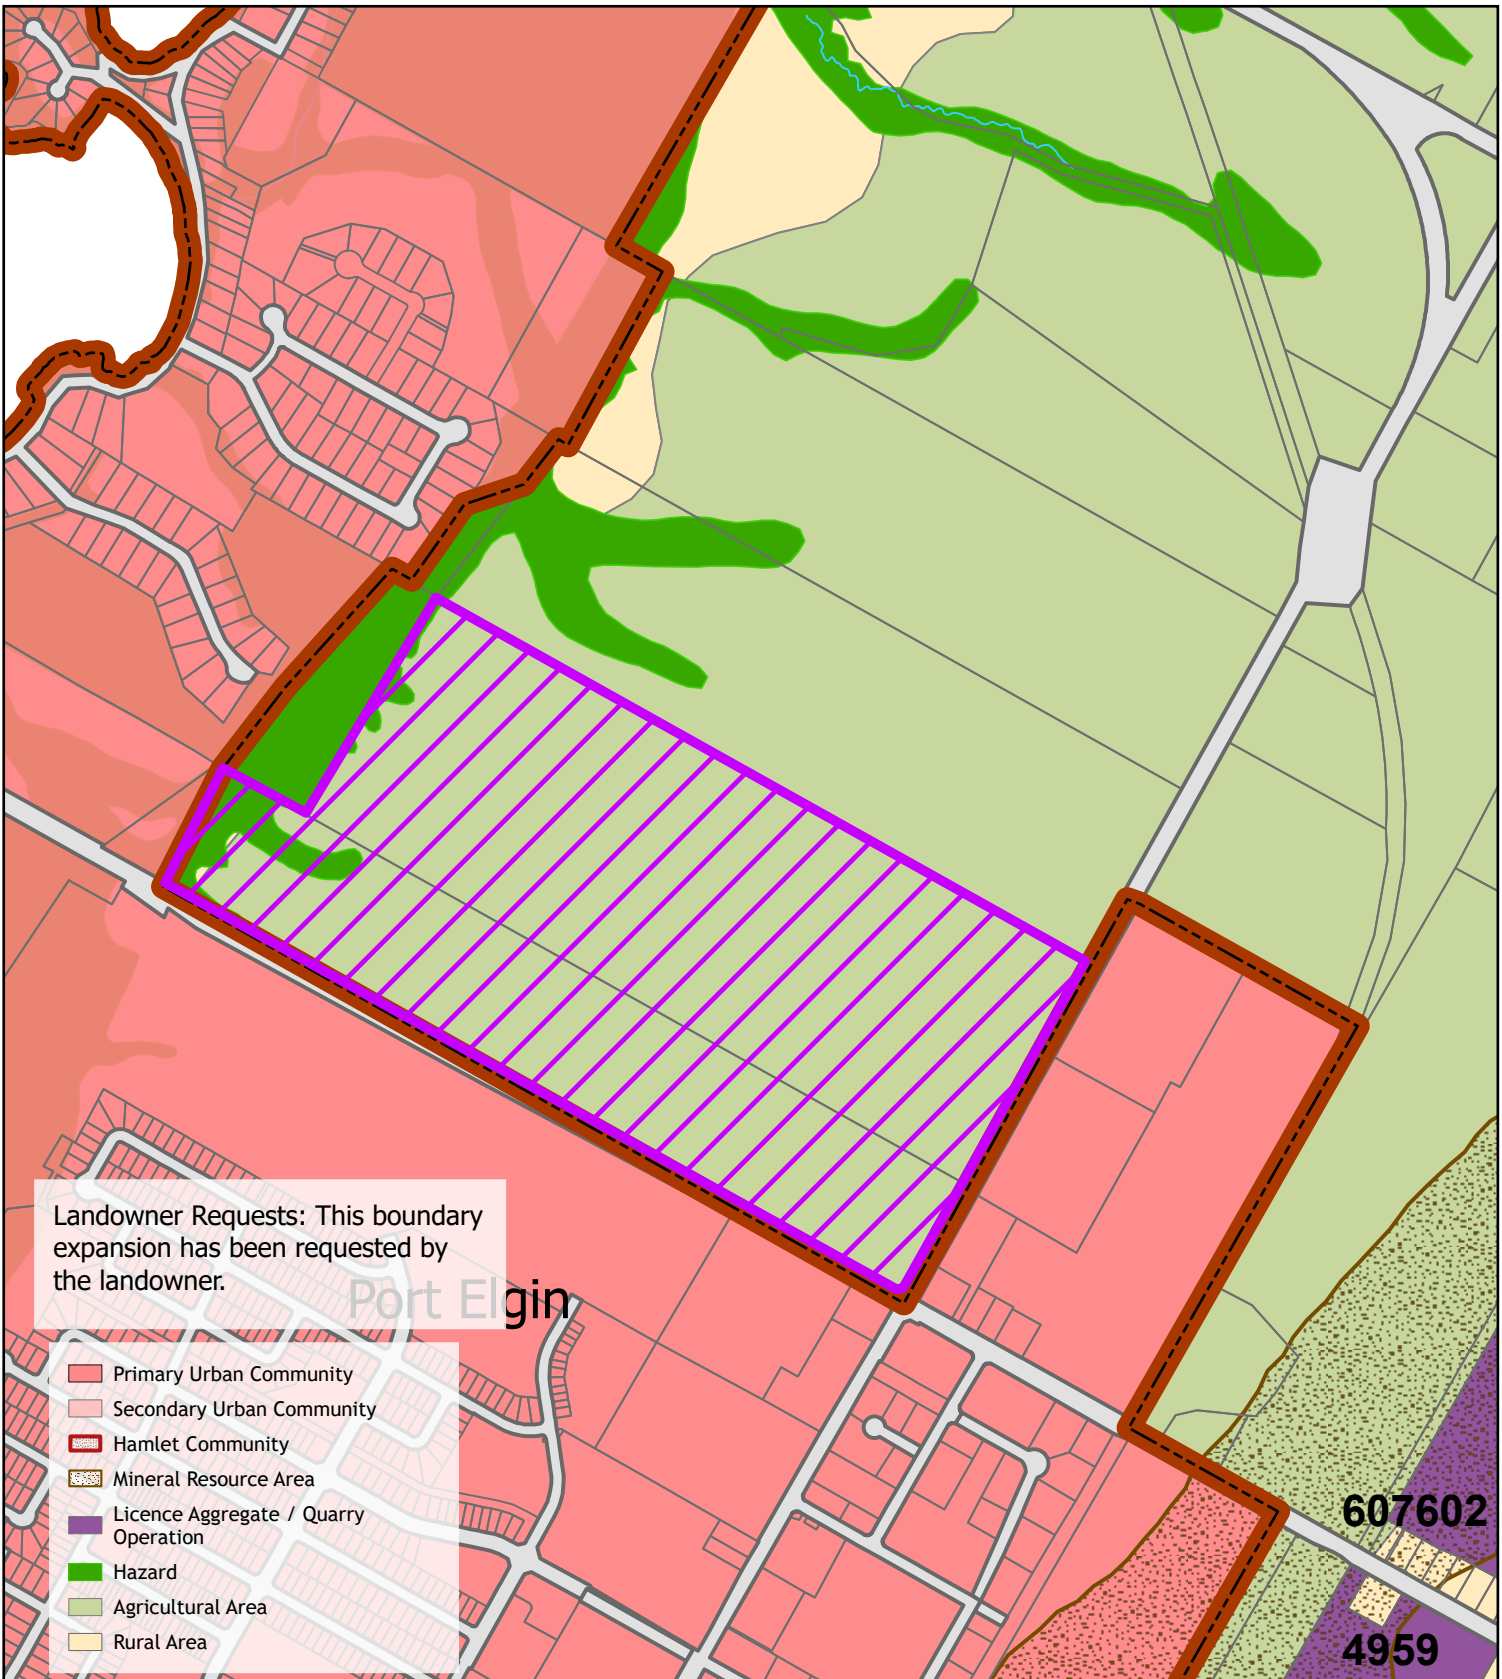 Landowner Requests: This boundary
expansion has been requested by
the landowner.
Port Elgin
Primary Urban Community
Secondary Urban Community
Hamlet Community
Mineral Resource Area
Licence Aggregate / Quarry
Operation
Hazard
Agricultural Area
Rural Area
607602
4959